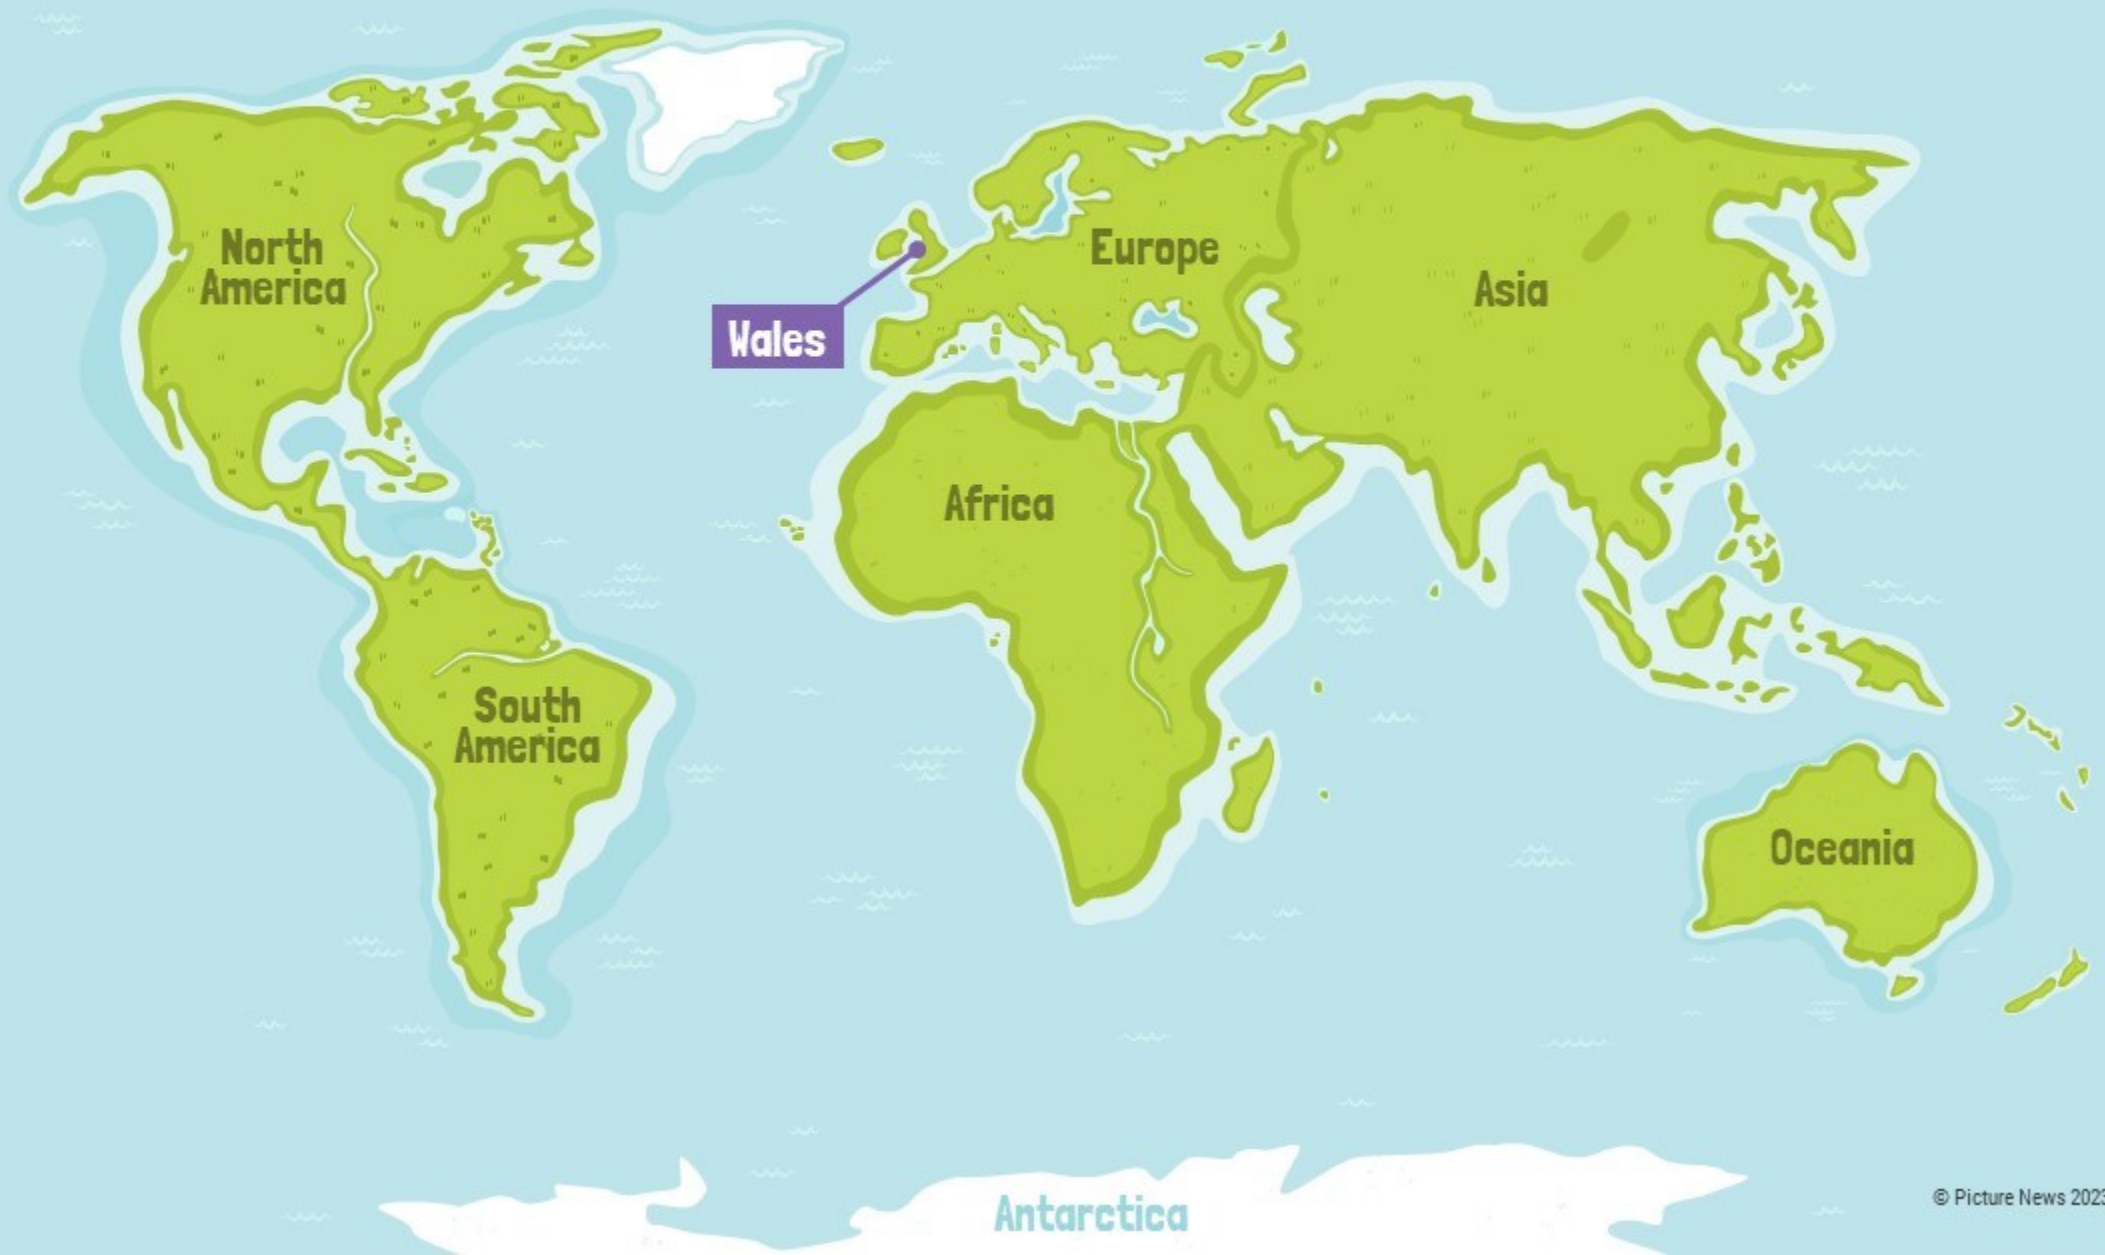 North
America
Europe
Asia
Wales
Africa
South
America
Oceania
Antarctica
© Picture News 2023